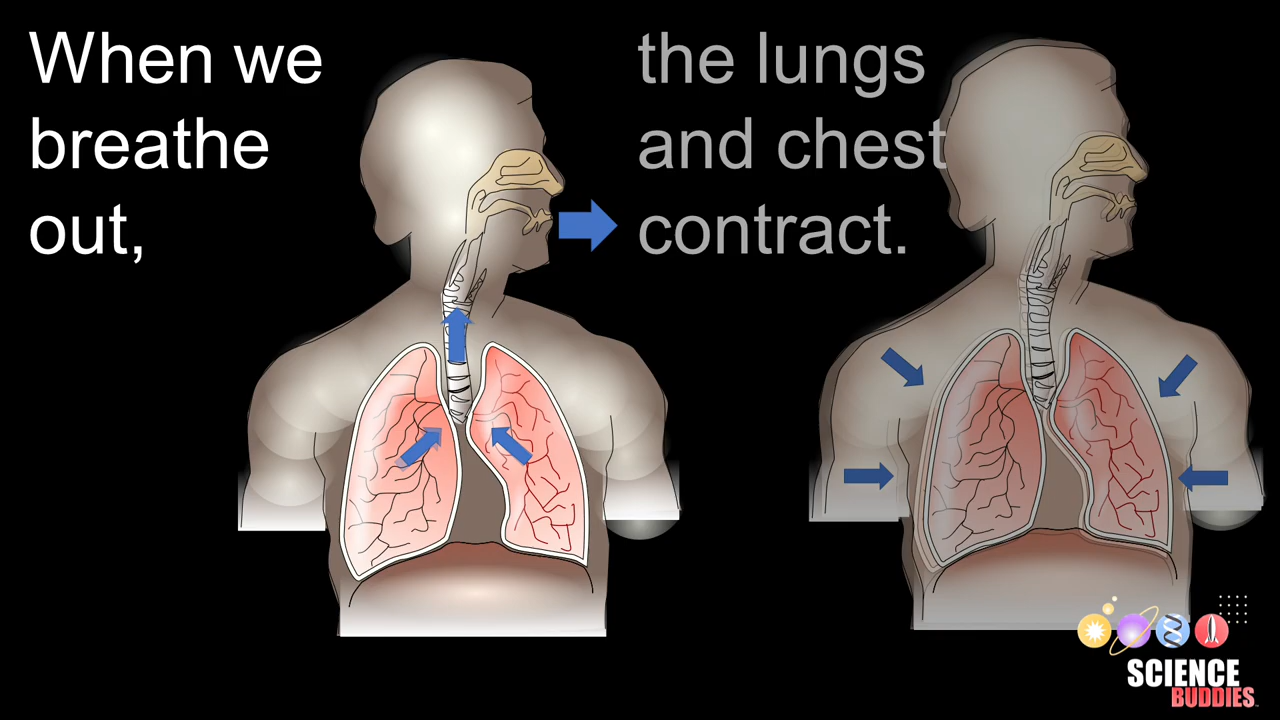 When we
breathe
out,
the lungs
and chest
contract.
SCIENCE
BUDDIES